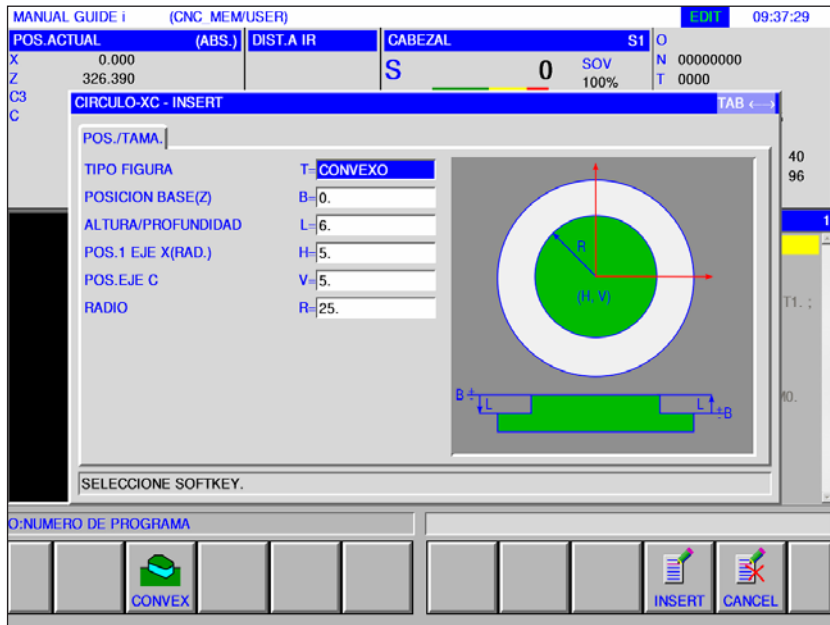 MANUAL GUIDE i (CNC_MEM/USER) EDIT 09:37:29
POS.ACTUAL (ABS.) DIST.A IR CABEZAL S1 O
X 0.000 S 0 SOV N 00000000
Z 326.390 100% T 0000
C3
C
CIRCULO-XC - INSERT TAB ←→
POS./TAMA.
TIPO FIGURA T=CONVEXO
POSICION BASE(Z) B=0.
ALTURA/PROFUNDIDAD L=6.
POS.1 EJE X(RAD.) H=5.
POS.EJE C V=5.
RADIO R=25.
R
(H, V)
B
L
L
B
40
96
1
T1. ;
M0.
SELECCIONE SOFTKEY.
O:NUMERO DE PROGRAMA
CONVEX INSERT CANCEL